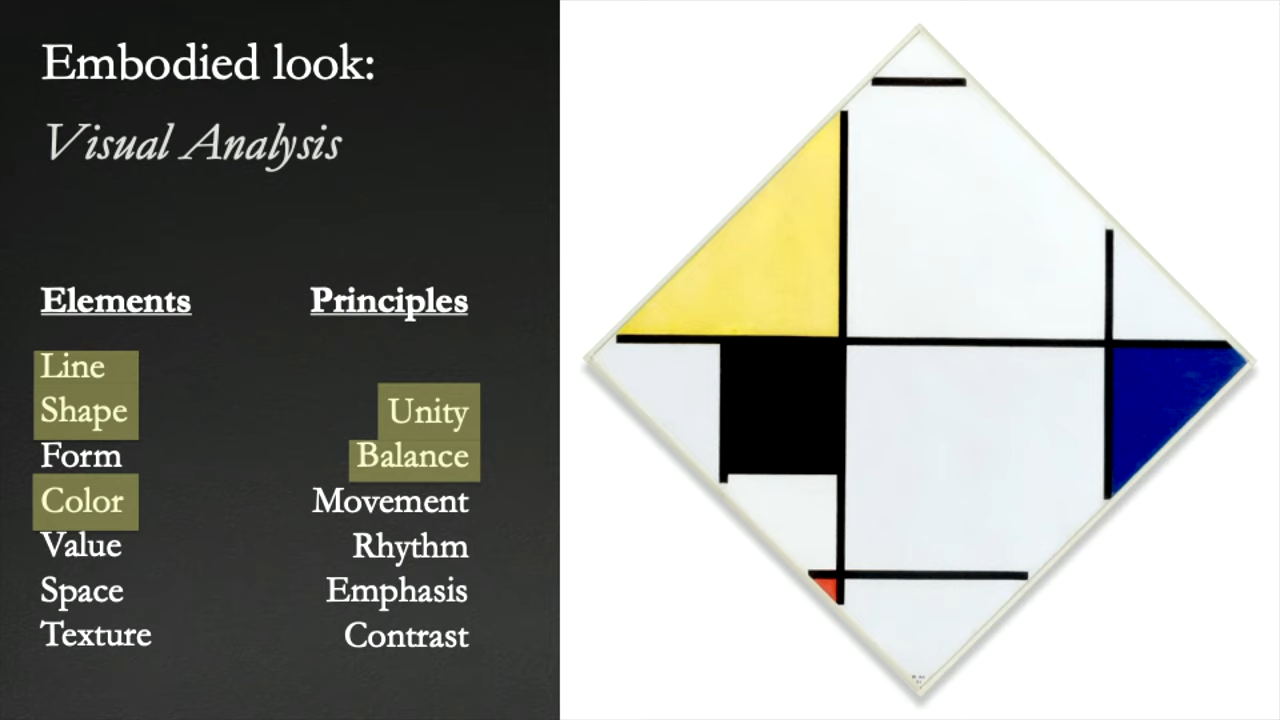 Embodied look:
Visual Analysis
Elements
Line
Shape
Form
Color
Value
Space
Texture
Principles
Unity
Balance
Movement
Rhythm
Emphasis
Contrast